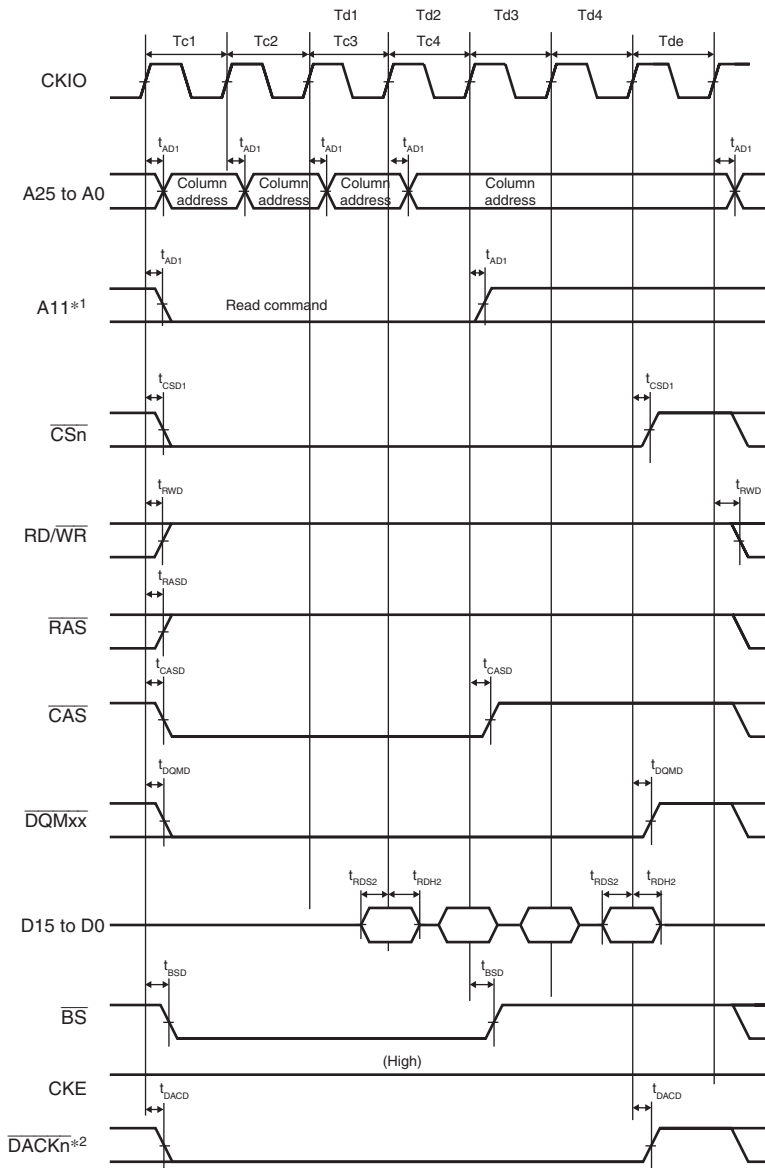 Td1 Td2 Td3 Td4
Tc1 Tc2 Tc3 Tc4 Tde
CKIO
tAD1 tAD1 tAD1 tAD1 tAD1
A25 to A0
Column address
Column address
Column address
Column address
tAD1 tAD1
A11*1
Read command
tCSD1 tCSD1
CSn
tRWD tRWD
RD/WR
tRASD
RAS
tCASD tCASD
CAS
tDQMD tDQMD
DQMxx
tRDS2 tRDH2 tRDS2 tRDH2
D15 to D0
tBSD tBSD
BS
(High)
CKE
tDACD tDACD
DACKn*2